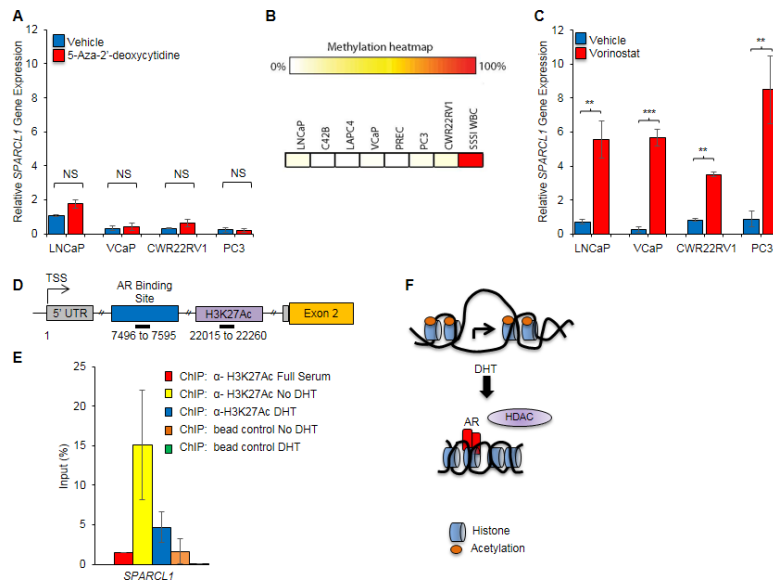 A
Relative SPARCL1 Gene Expression
12
10
8
6
4
2
0
Vehicle
5-Aza-2'-deoxycytidine
NS
NS
NS
NS
LNCaP
VCaP
CWR22RV1
PC3
B
Methylation heatmap
0%
100%
LNCaP
C42B
LAPC4
VCaP
PREC
PC3
CWR22RV1
SSSI WBC
C
Relative SPARCL1 Gene Expression
12
10
8
6
4
2
0
Vehicle
Vorinostat
**
***
**
**
LNCaP
VCaP
CWR22RV1
PC3
D
TSS
AR Binding
Site
5' UTR
//
//
H3K27Ac
//
Exon 2
1
7496 to 7595
22015 to 22260
E
Input (%)
25
20
15
10
5
0
ChIP: α- H3K27Ac Full Serum
ChIP: α- H3K27Ac No DHT
ChIP: α-H3K27Ac DHT
ChIP: bead control No DHT
ChIP: bead control DHT
SPARCL1
F
DHT
HDAC
AR
Histone
Acetylation